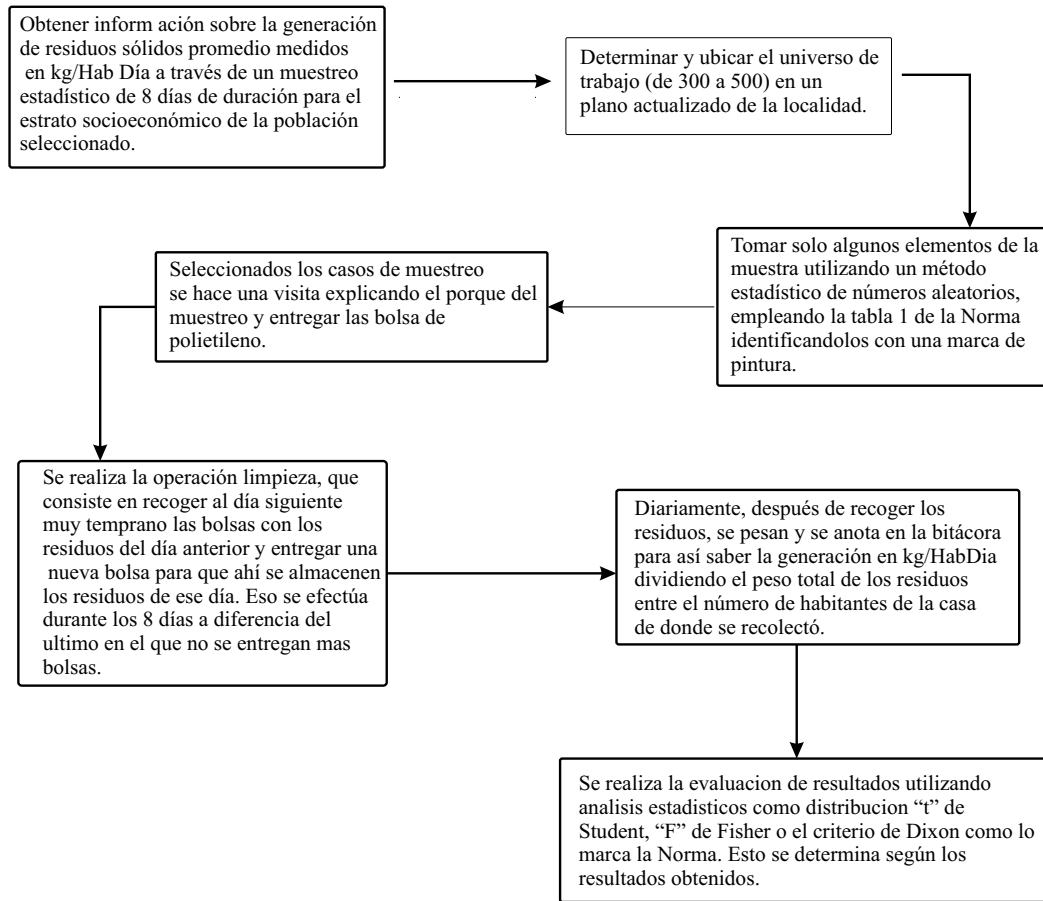 Obtener inform ación sobre la generación
de residuos sólidos promedio medidos
en kg/Hab Día a través de un muestreo
estadístico de 8 días de duración para el
estrato socioeconómico de la población
seleccionado.
Determinar y ubicar el universo de
trabajo (de 300 a 500) en un
plano actualizado de la localidad.
Tomar solo algunos elementos de la
muestra utilizando un método
estadístico de números aleatorios,
empleando la tabla 1 de la Norma
identificandolos con una marca de
pintura.
Seleccionados los casos de muestreo
se hace una visita explicando el porque del
muestreo y entregar las bolsa de
polietileno.
Se realiza la operación limpieza, que
consiste en recoger al día siguiente
muy temprano las bolsas con los
residuos del día anterior y entregar una
nueva bolsa para que ahí se almacenen
los residuos de ese día. Eso se efectúa
durante los 8 días a diferencia del
ultimo en el que no se entregan mas
bolsas.
Diariamente, después de recoger los
residuos, se pesan y se anota en la bitácora
para así saber la generación en kg/HabDia
dividiendo el peso total de los residuos
entre el número de habitantes de la casa
de donde se recolectó.
Se realiza la evaluacion de resultados utilizando
analisis estadisticos como distribucion “t” de
Student, “F” de Fisher o el criterio de Dixon como lo
marca la Norma. Esto se determina según los
resultados obtenidos.